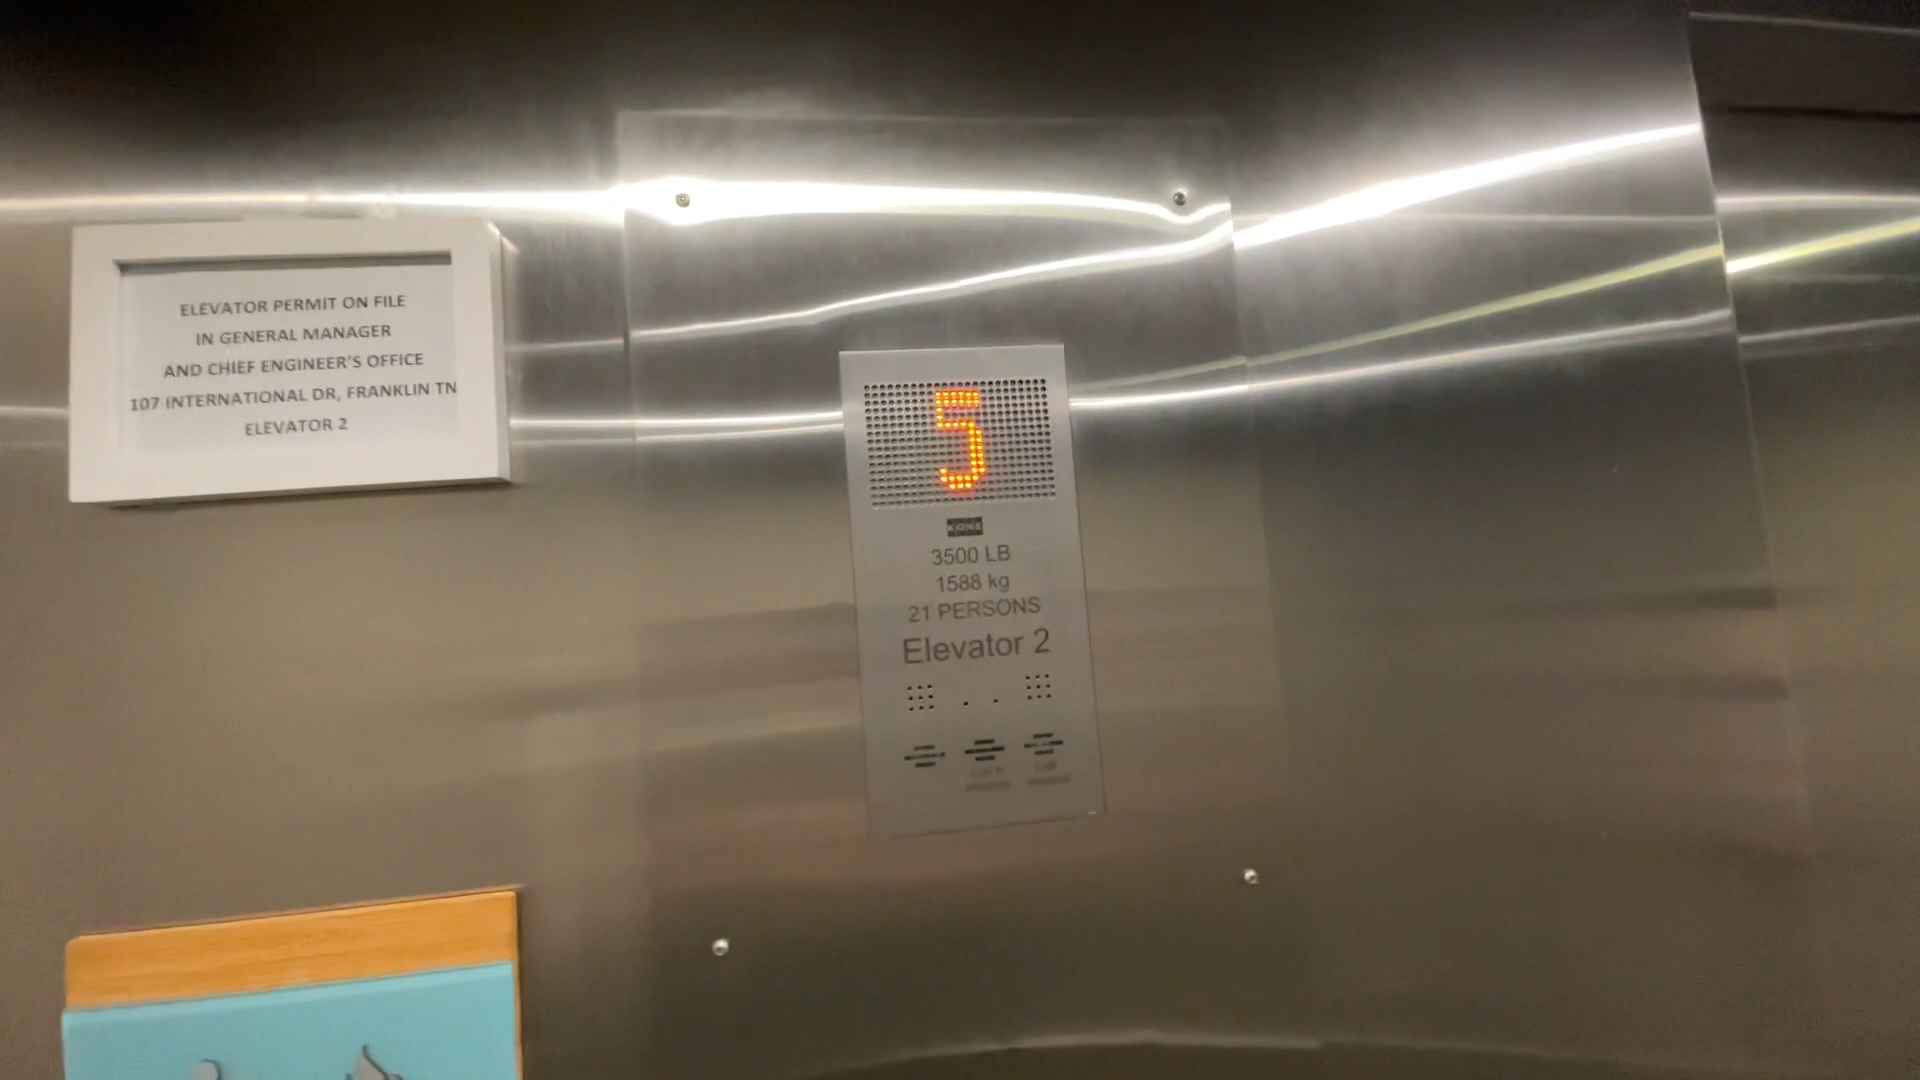 ELEVATOR PERMIT ON FILE
IN GENERAL MANAGER
AND CHIEF ENGINEER'S OFFICE
107 INTERNATIONAL DR, FRANKLIN TN
ELEVATOR 2
5
KONE
3500 LB
1588 kg
21 PERSONS
Elevator 2